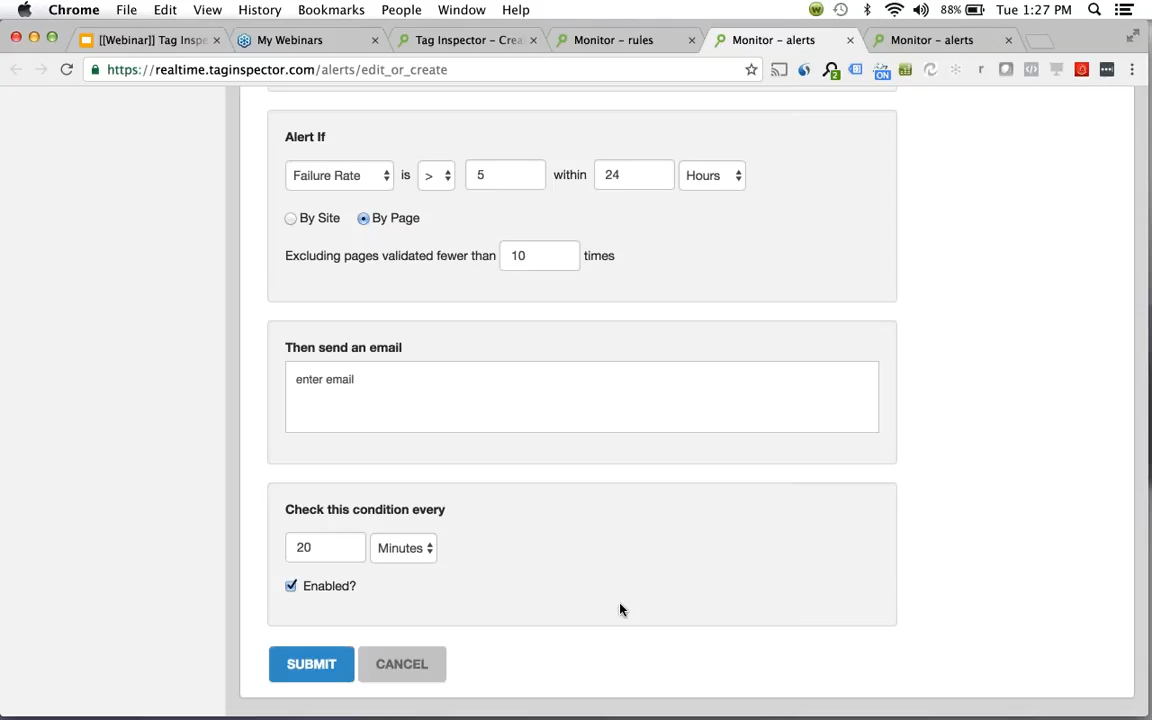 Chrome File Edit View History Bookmarks People Window Help 88% Tue 1:27 PM
[[Webinar]] Tag Inspe × My Webinars × Tag Inspector – Crea × Monitor – rules × Monitor – alerts × Monitor – alerts ×
https://realtime.taginspector.com/alerts/edit_or_create 2 ON r
Alert If
Failure Rate is > 5 within 24 Hours
By Site By Page
Excluding pages validated fewer than 10 times
Then send an email
enter email
Check this condition every
20 Minutes
Enabled?
SUBMIT CANCEL